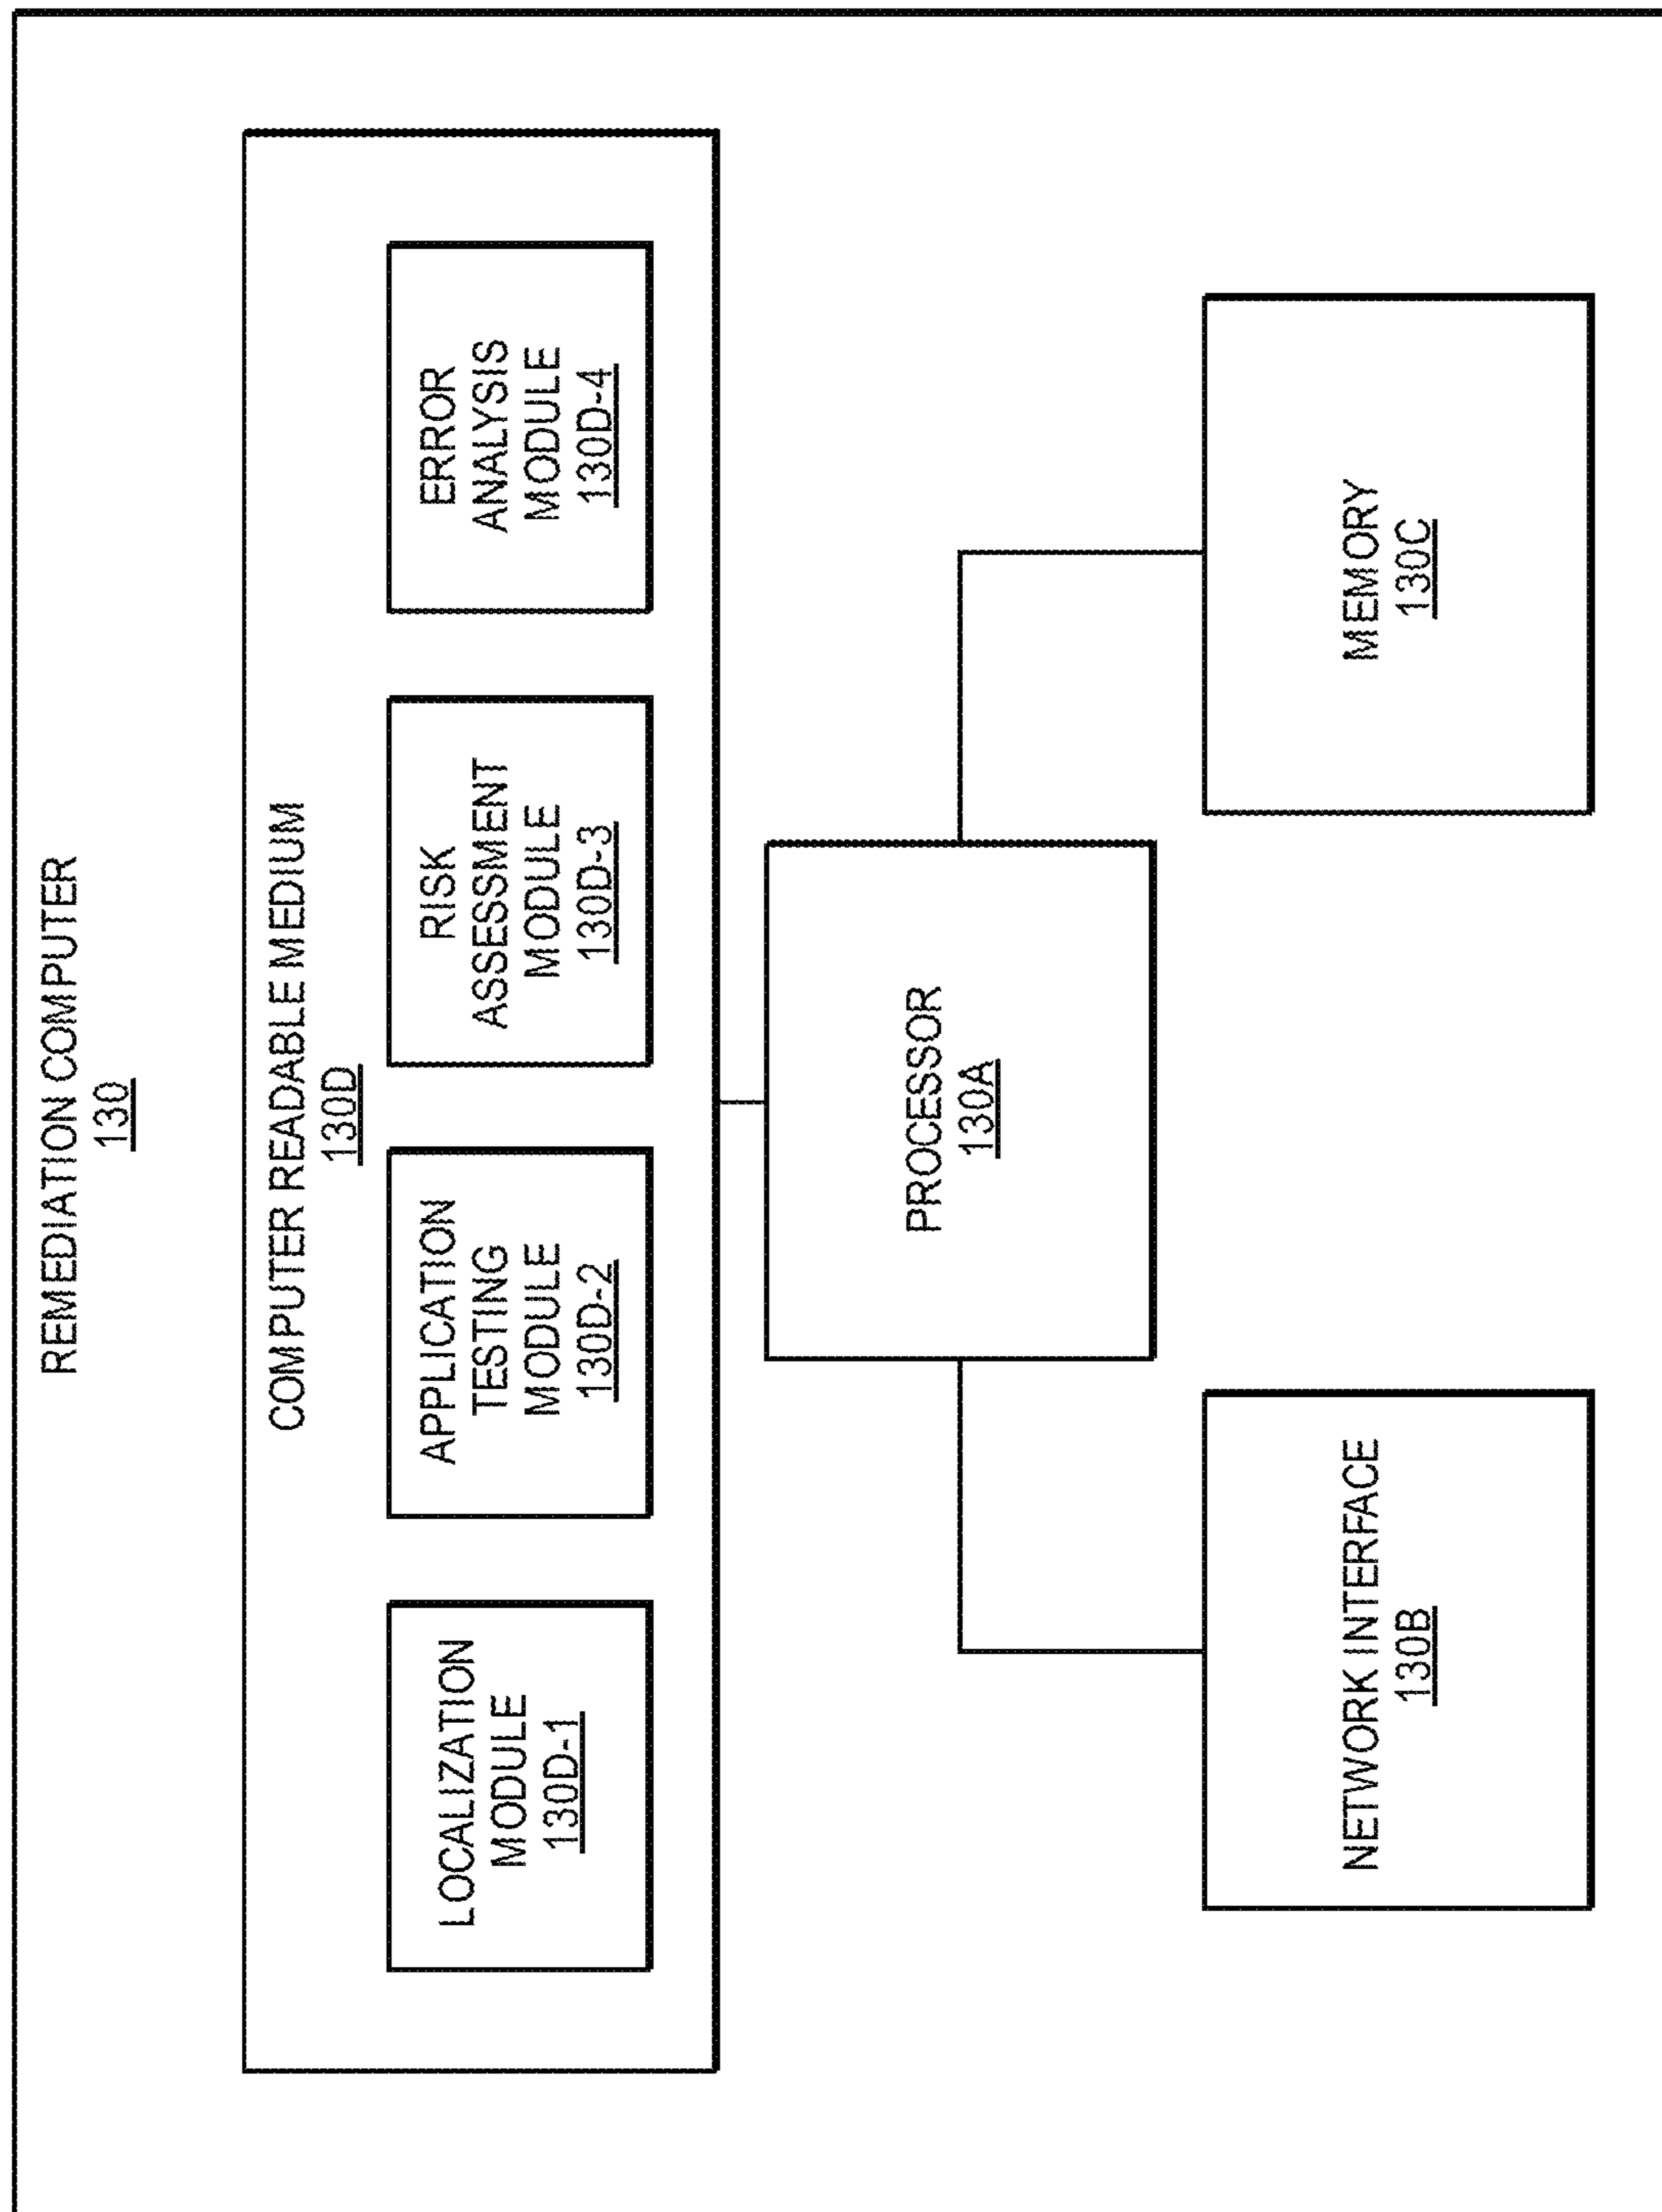 REMEDIATION COMPUTER
130
COMPUTER READABLE MEDIUM
130D
LOCALIZATION
MODULE
130D-1
APPLICATION
TESTING
MODULE
130D-2
RISK
ASSESSMENT
MODULE
130D-3
ERROR
ANALYSIS
MODULE
130D-4
PROCESSOR
130A
NETWORK INTERFACE
130B
MEMORY
130C